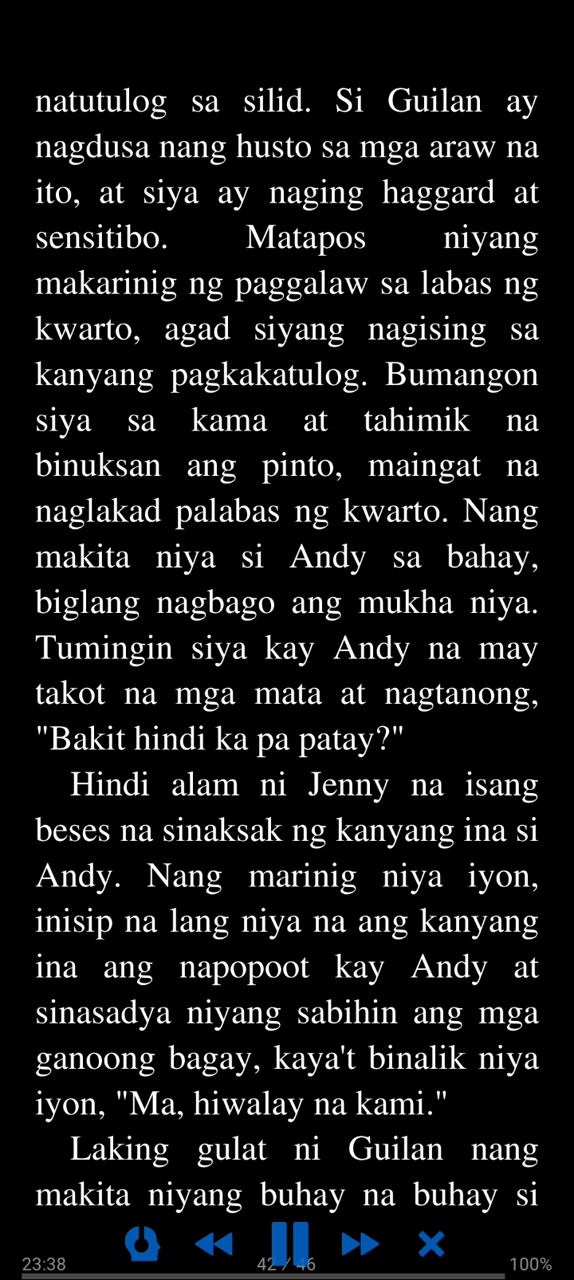 natutulog sa silid. Si Guilan ay
nagdusa nang husto sa mga araw na
ito, at siya ay naging haggard at
sensitibo. Matapos niyang
makarinig ng paggalaw sa labas ng
kwarto, agad siyang nagising sa
kanyang pagkakatulog. Bumangon
siya sa kama at tahimik na
binuksan ang pinto, maingat na
naglakad palabas ng kwarto. Nang
makita niya si Andy sa bahay,
biglang nagbago ang mukha niya.
Tumingin siya kay Andy na may
takot na mga mata at nagtanong,
"Bakit hindi ka pa patay?"
Hindi alam ni Jenny na isang
beses na sinaksak ng kanyang ina si
Andy. Nang marinig niya iyon,
inisip na lang niya na ang kanyang
ina ang napopoot kay Andy at
sinasadya niyang sabihin ang mga
ganoong bagay, kaya't binalik niya
iyon, "Ma, hiwalay na kami."
Laking gulat ni Guilan nang
makita niyang buhay na buhay si
23:38 42 / 46 100%